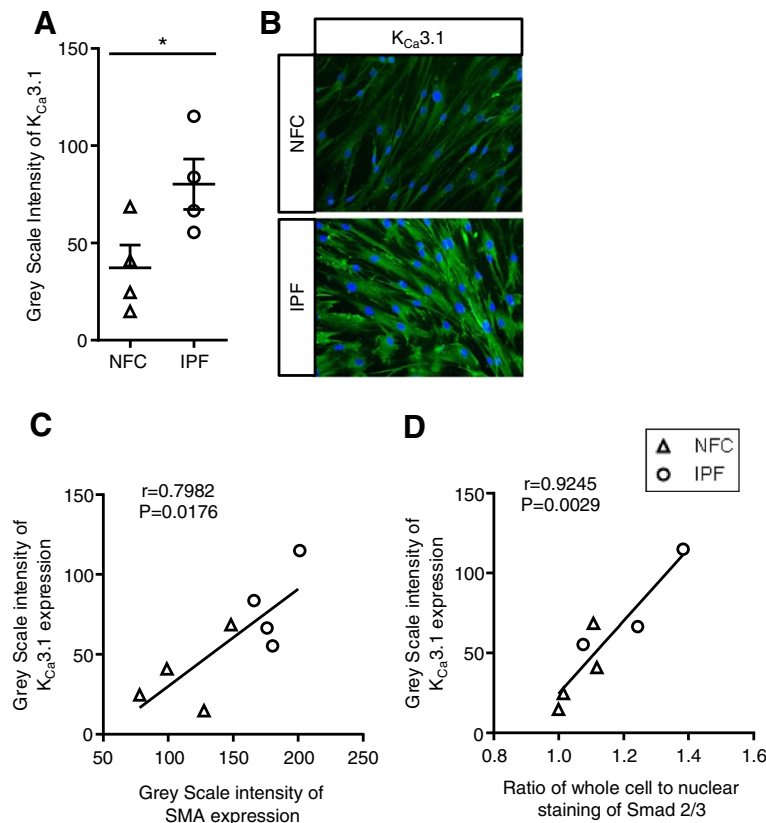 A
Grey Scale Intensity of KCa3.1
150
100
50
0
*
NFC
IPF
B
KCa3.1
NFC
IPF
C
r=0.7982
P=0.0176
Grey Scale intensity of
KCa3.1 expression
150
100
50
0
50
100
150
200
250
Grey Scale intensity of
SMA expression
D
NFC
IPF
r=0.9245
P=0.0029
Grey Scale intensity of
KCa3.1 expression
150
100
50
0
0.8
1.0
1.2
1.4
1.6
Ratio of whole cell to nuclear
staining of Smad 2/3